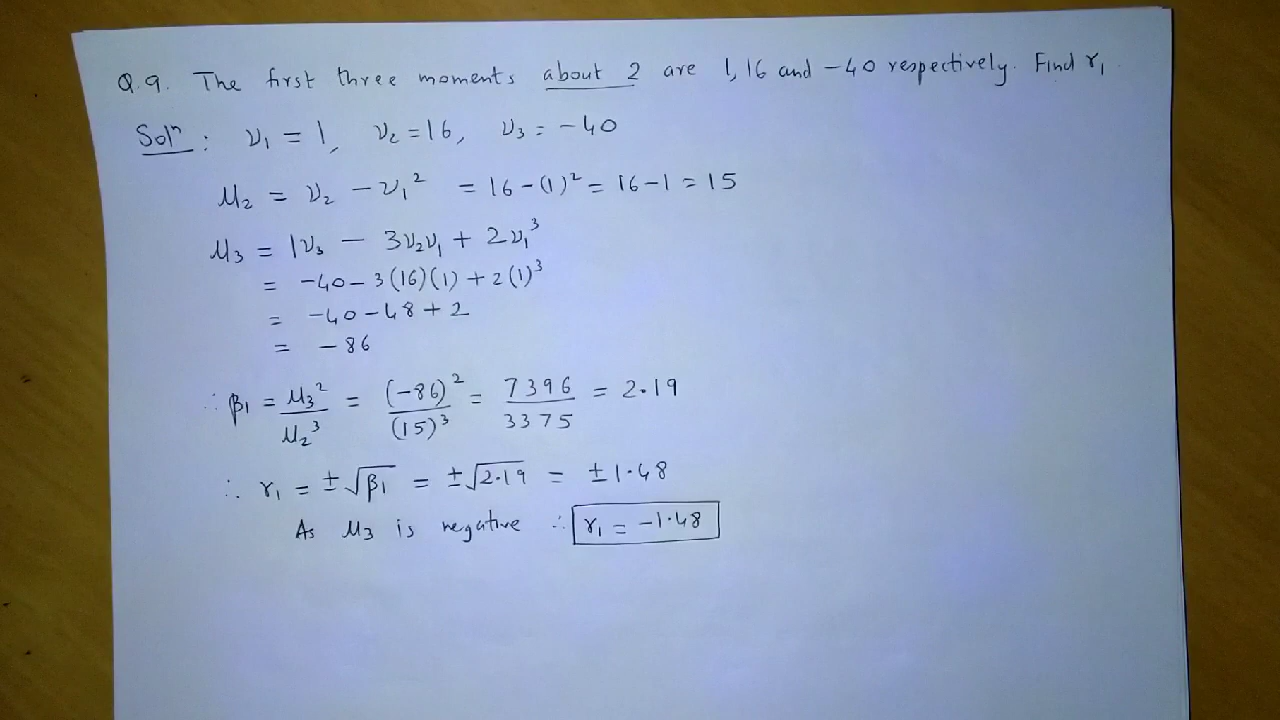 Q.9. The first three moments about 2 are 1, 16 and -40 respectively. Find γ₁.
Solⁿ: ν₁ = 1, ν₂ = 16, ν₃ = -40
μ₂ = ν₂ - ν₁² = 16 - (1)² = 16 - 1 = 15
μ₃ = 1ν₃ - 3ν₂ν₁ + 2ν₁³
= -40 - 3(16)(1) + 2(1)³
= -40 - 48 + 2
= -86
∴ β₁ = μ₃²/μ₂³ = (-86)²/(15)³ = 7396/3375 = 2.19
∴ γ₁ = ±√β₁ = ±√2.19 = ±1.48
As μ₃ is negative ∴ γ₁ = -1.48